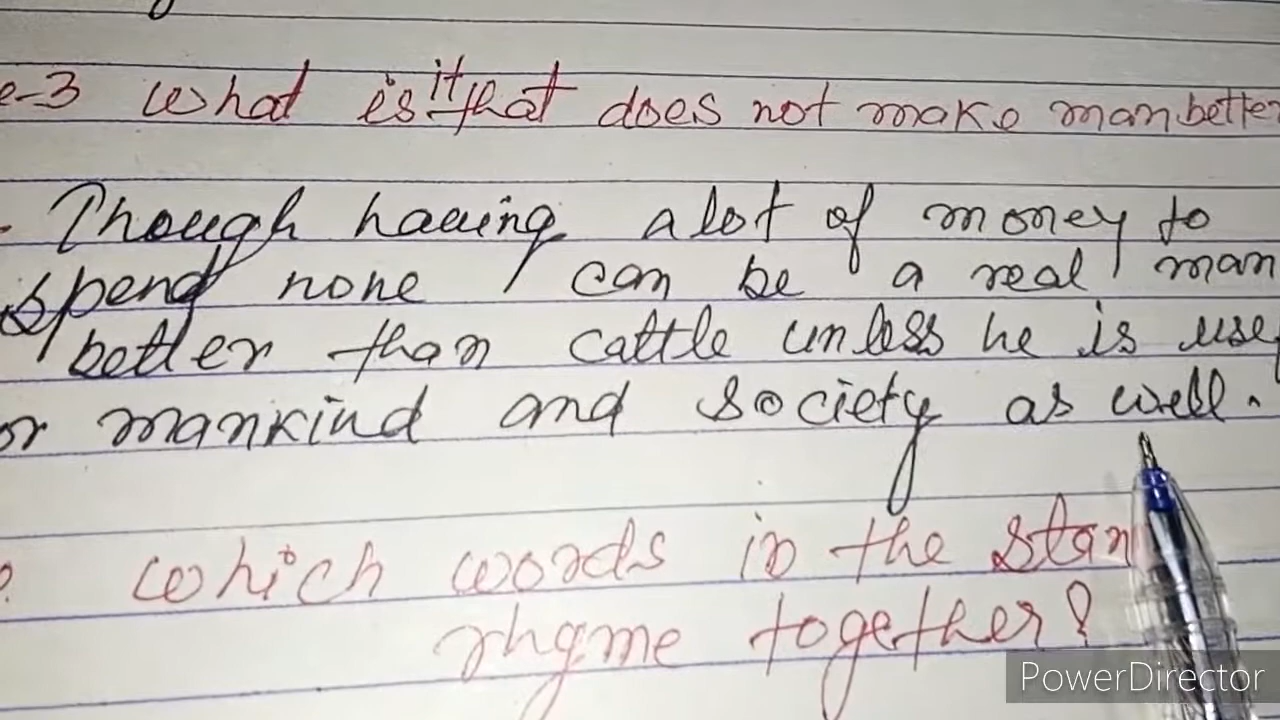 e-3 What is it that does not make man better
Though having a lot of money to
spend none can be a real man
better than cattle unless he is use
or mankind and society as well.
Which words in the stan
rhyme together?
PowerDirector